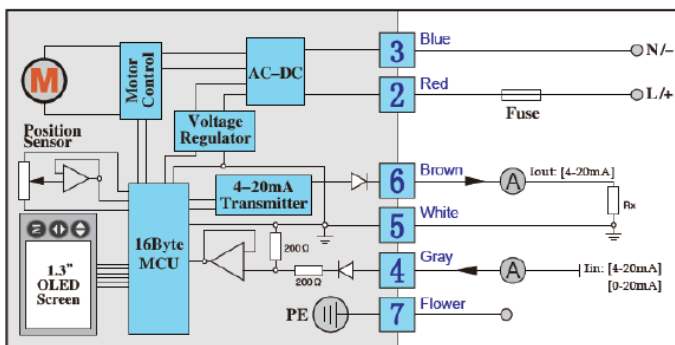 M
Motor Control
AC–DC
Voltage Regulator
Position Sensor
4–20mA Transmitter
16Byte MCU
1.3" OLED Screen
M
200Ω
200Ω
PE
3 Blue N/−
2 Red L/+
Fuse
6 Brown A Iout: [4-20mA]
Rx
5 White
4 Gray A Iin: [4-20mA]
[0-20mA]
7 Flower